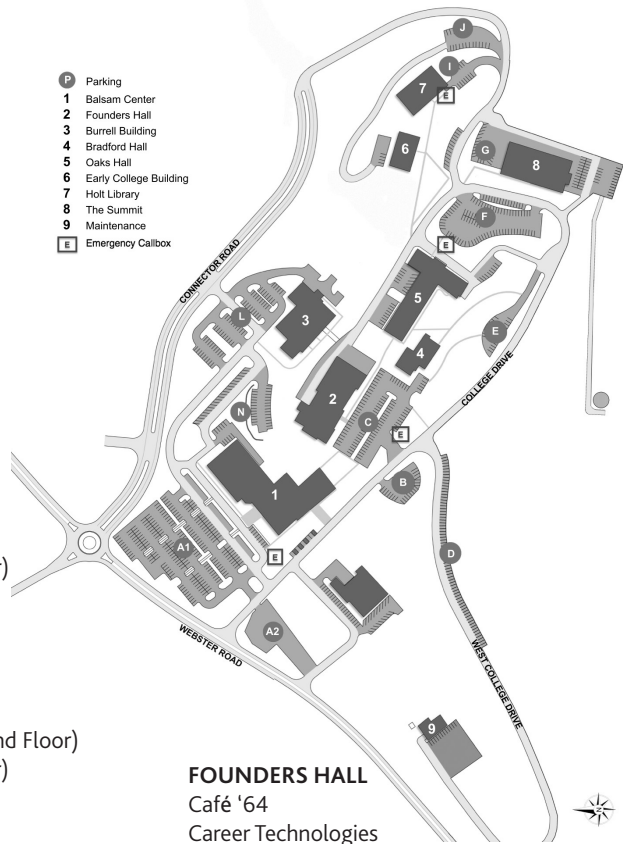 P Parking
1 Balsam Center
2 Founders Hall
3 Burrell Building
4 Bradford Hall
5 Oaks Hall
6 Early College Building
7 Holt Library
8 The Summit
9 Maintenance
E Emergency Callbox
J
I
7
E
G
8
6
F
E
CONNECTOR ROAD
5
L
3
E
4
COLLEGE DRIVE
2
N
C
E
1
B
A1
E
D
A2
WEBSTER ROAD
WEST COLLEGE DRIVE
9
N
)
nd Floor)
)
FOUNDERS HALL
Café '64
Career Technologies